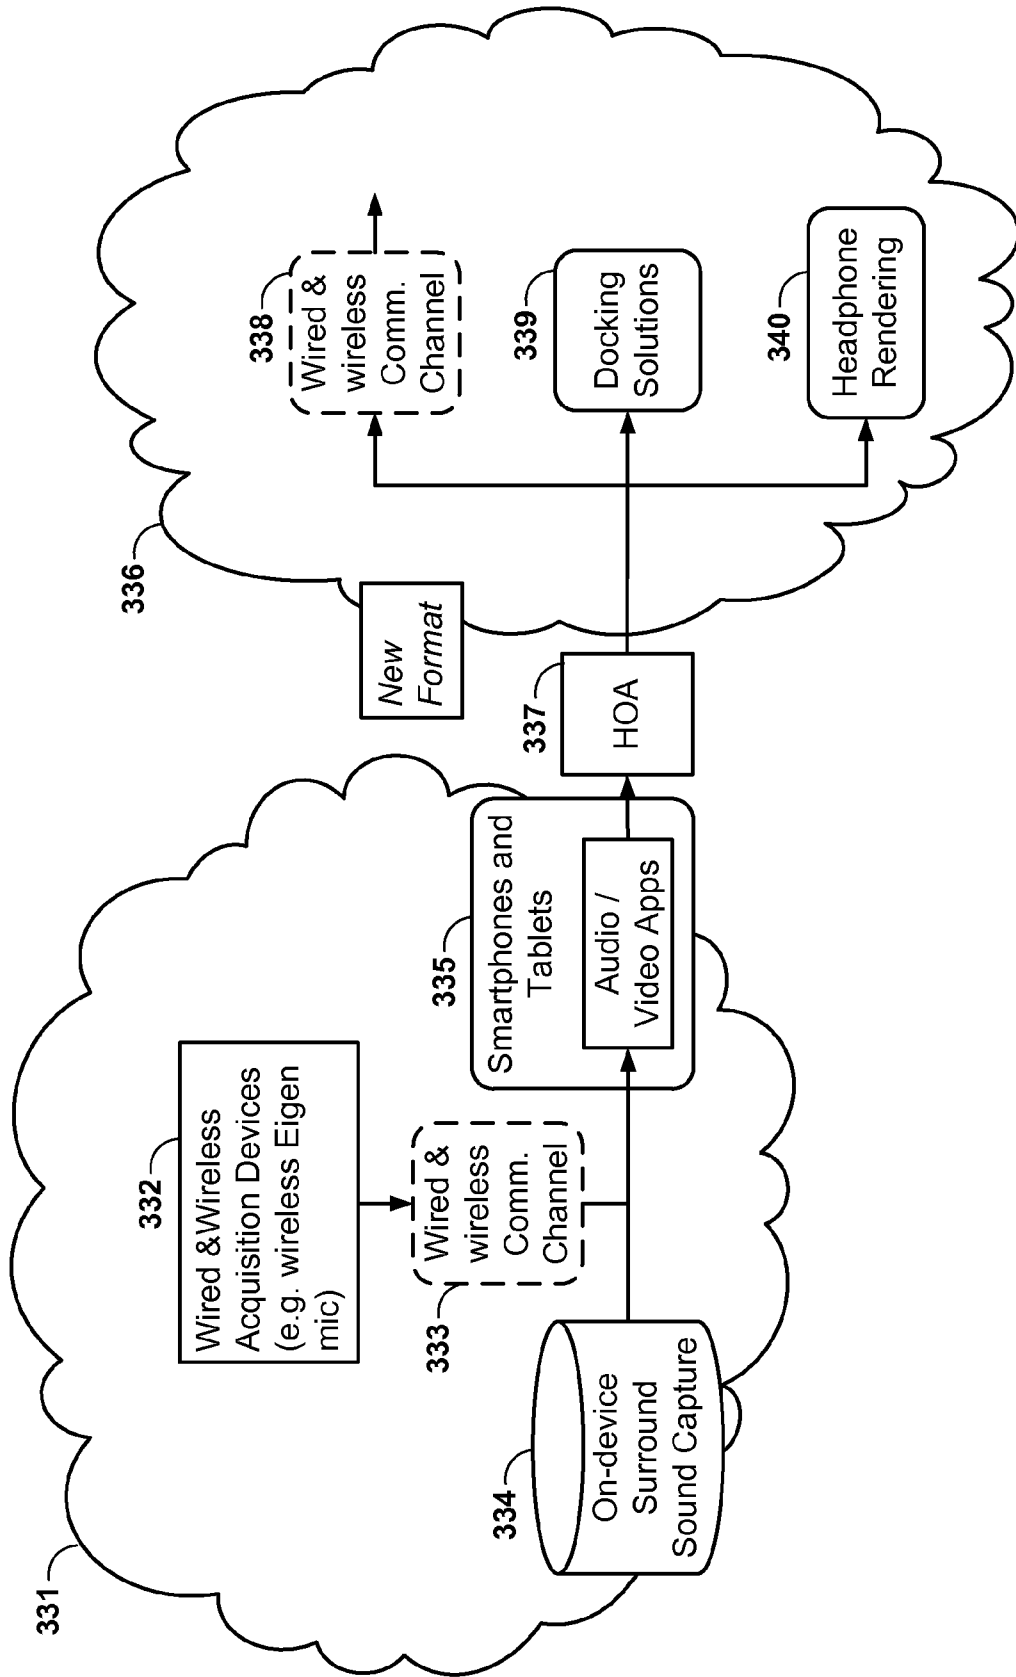 331
332
Wired &Wireless
Acquisition Devices
(e.g. wireless Eigen
mic)
333
Wired &
wireless
Comm.
Channel
334
On-device
Surround
Sound Capture
335
Smartphones and
Tablets
Audio /
Video Apps
336
New
Format
337
HOA
338
Wired &
wireless
Comm.
Channel
339
Docking
Solutions
340
Headphone
Rendering